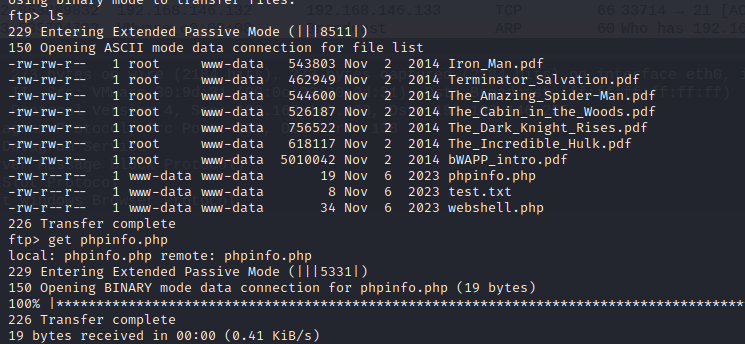 Using binary mode to transfer files.
ftp> ls
229 Entering Extended Passive Mode (|||8511|)
150 Opening ASCII mode data connection for file list
-rw-rw-r-- 1 root www-data 543803 Nov 2 2014 Iron_Man.pdf
-rw-rw-r-- 1 root www-data 462949 Nov 2 2014 Terminator_Salvation.pdf
-rw-rw-r-- 1 root www-data 544600 Nov 2 2014 The_Amazing_Spider-Man.pdf
-rw-rw-r-- 1 root www-data 526187 Nov 2 2014 The_Cabin_in_the_Woods.pdf
-rw-rw-r-- 1 root www-data 756522 Nov 2 2014 The_Dark_Knight_Rises.pdf
-rw-rw-r-- 1 root www-data 618117 Nov 2 2014 The_Incredible_Hulk.pdf
-rw-rw-r-- 1 root www-data 5010042 Nov 2 2014 bWAPP_intro.pdf
-rw-r--r-- 1 www-data www-data 19 Nov 6 2023 phpinfo.php
-rw-r--r-- 1 www-data www-data 8 Nov 6 2023 test.txt
-rw-r--r-- 1 www-data www-data 34 Nov 6 2023 webshell.php
226 Transfer complete
ftp> get phpinfo.php
local: phpinfo.php remote: phpinfo.php
229 Entering Extended Passive Mode (|||5331|)
150 Opening BINARY mode data connection for phpinfo.php (19 bytes)
100% |*************************************************************************************
226 Transfer complete
19 bytes received in 00:00 (0.41 KiB/s)